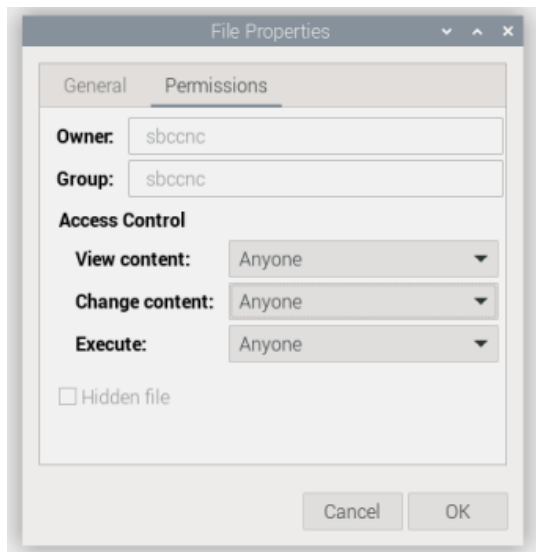 File Properties
General Permissions
Owner: sbccnc
Group: sbccnc
Access Control
View content: Anyone
Change content: Anyone
Execute: Anyone
Hidden file
Cancel OK